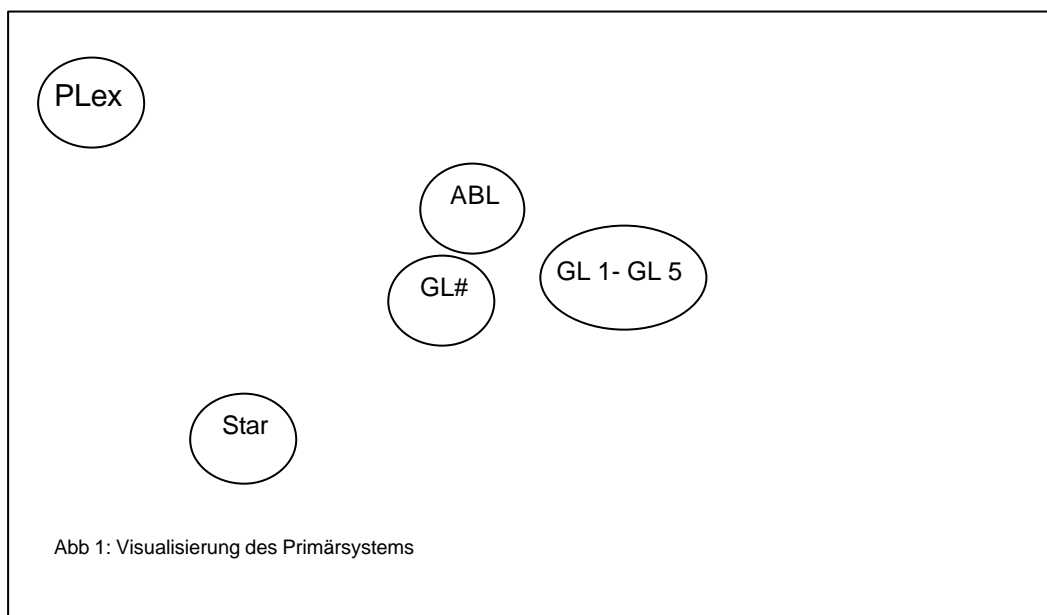 PLex
ABL
GL 1- GL 5
GL#
Star
Abb 1: Visualisierung des Primärsystems